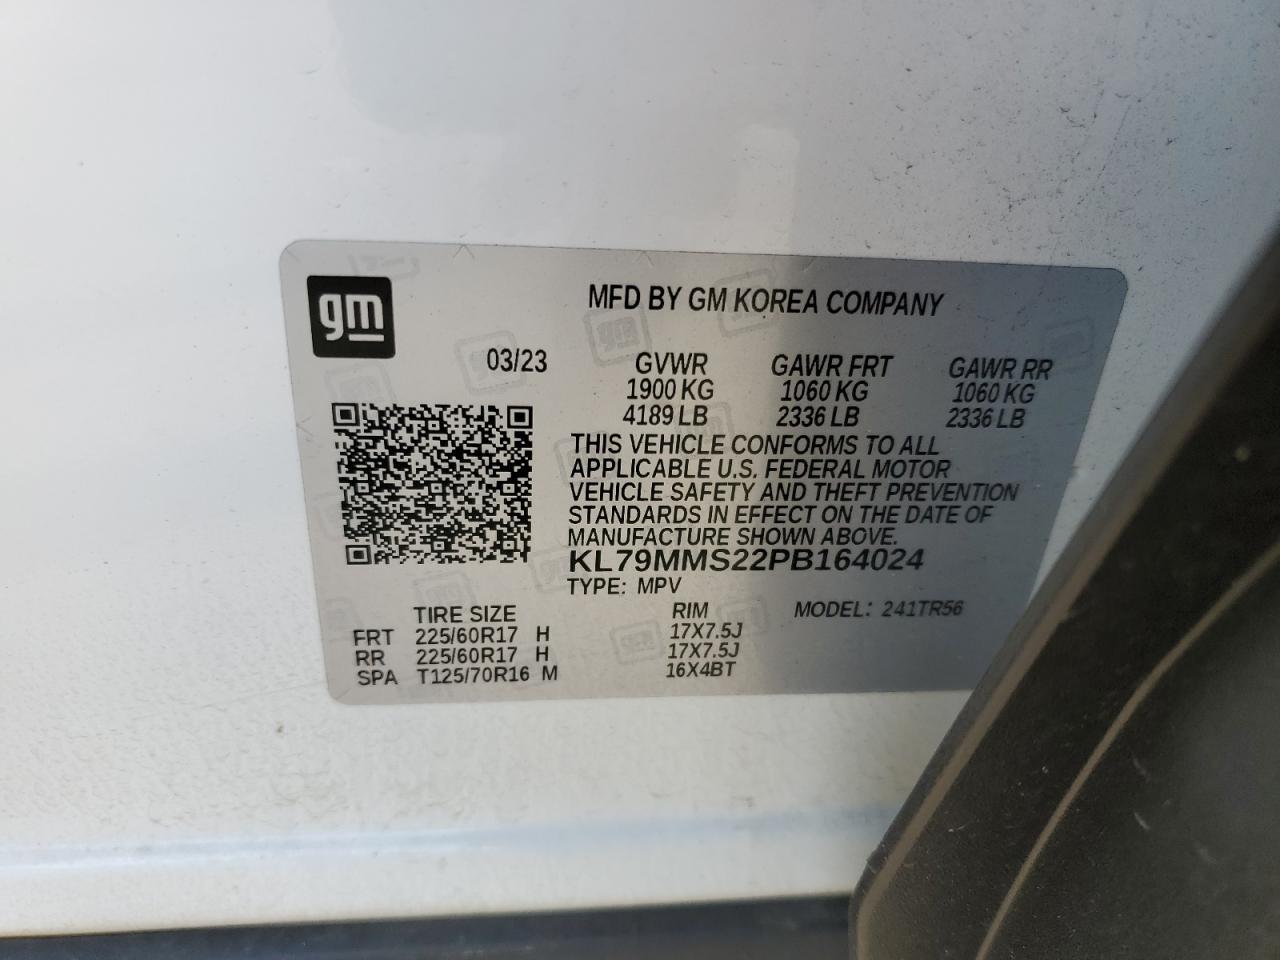 gm
MFD BY GM KOREA COMPANY
03/23 GVWR GAWR FRT GAWR RR
1900 KG 1060 KG 1060 KG
4189 LB 2336 LB 2336 LB
THIS VEHICLE CONFORMS TO ALL
APPLICABLE U.S. FEDERAL MOTOR
VEHICLE SAFETY AND THEFT PREVENTION
STANDARDS IN EFFECT ON THE DATE OF
MANUFACTURE SHOWN ABOVE.
KL79MMS22PB164024
TYPE: MPV
TIRE SIZE RIM MODEL: 241TR56
FRT 225/60R17 H 17X7.5J
RR 225/60R17 H 17X7.5J
SPA T125/70R16 M 16X4BT